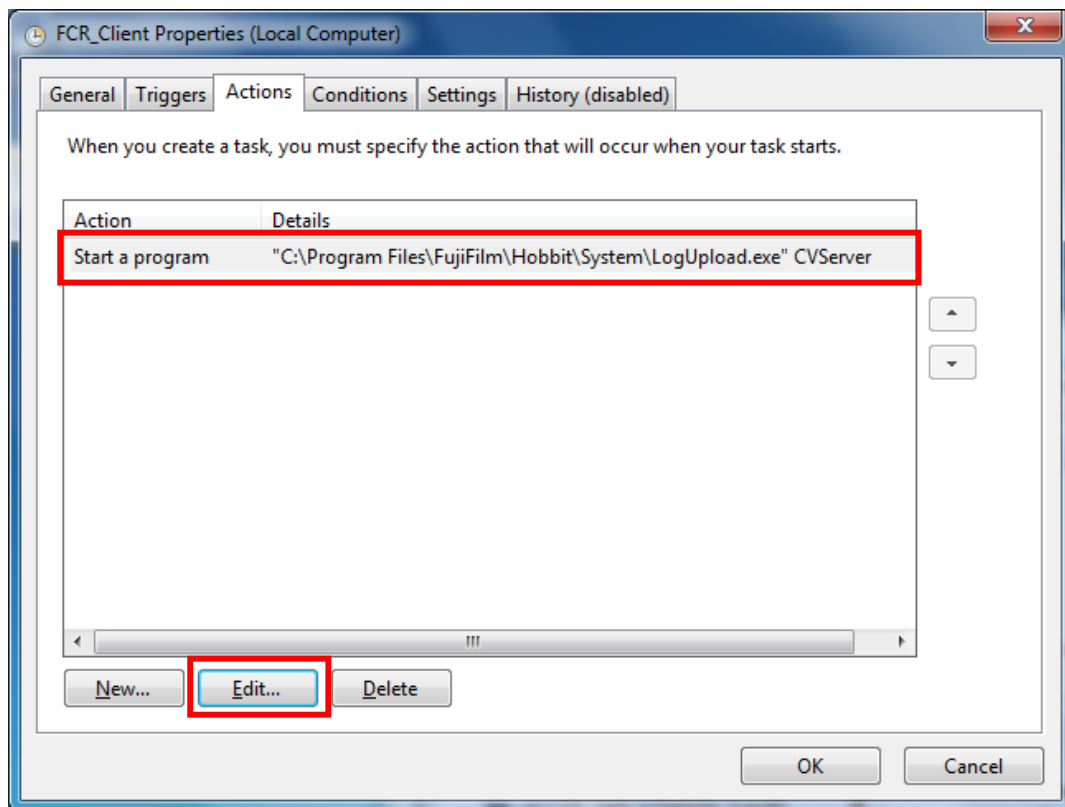 FCR_Client Properties (Local Computer)
x
General Triggers Actions Conditions Settings History (disabled)
When you create a task, you must specify the action that will occur when your task starts.
Action Details
Start a program "C:\Program Files\FujiFilm\Hobbit\System\LogUpload.exe" CVServer
New... Edit... Delete
OK Cancel